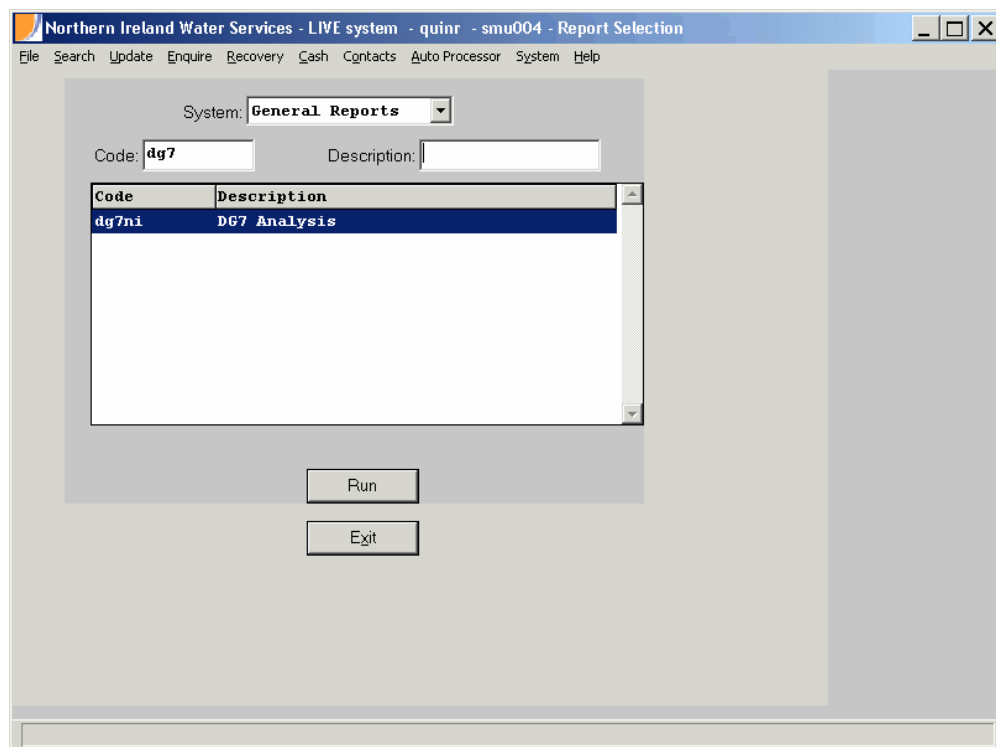 Northern Ireland Water Services - LIVE system - quinr - smu004 - Report Selection
File Search Update Enquire Recovery Cash Contacts Auto Processor System Help
System: General Reports
Code: dg7 Description:
Code Description
dg7ni DG7 Analysis
Run
Exit